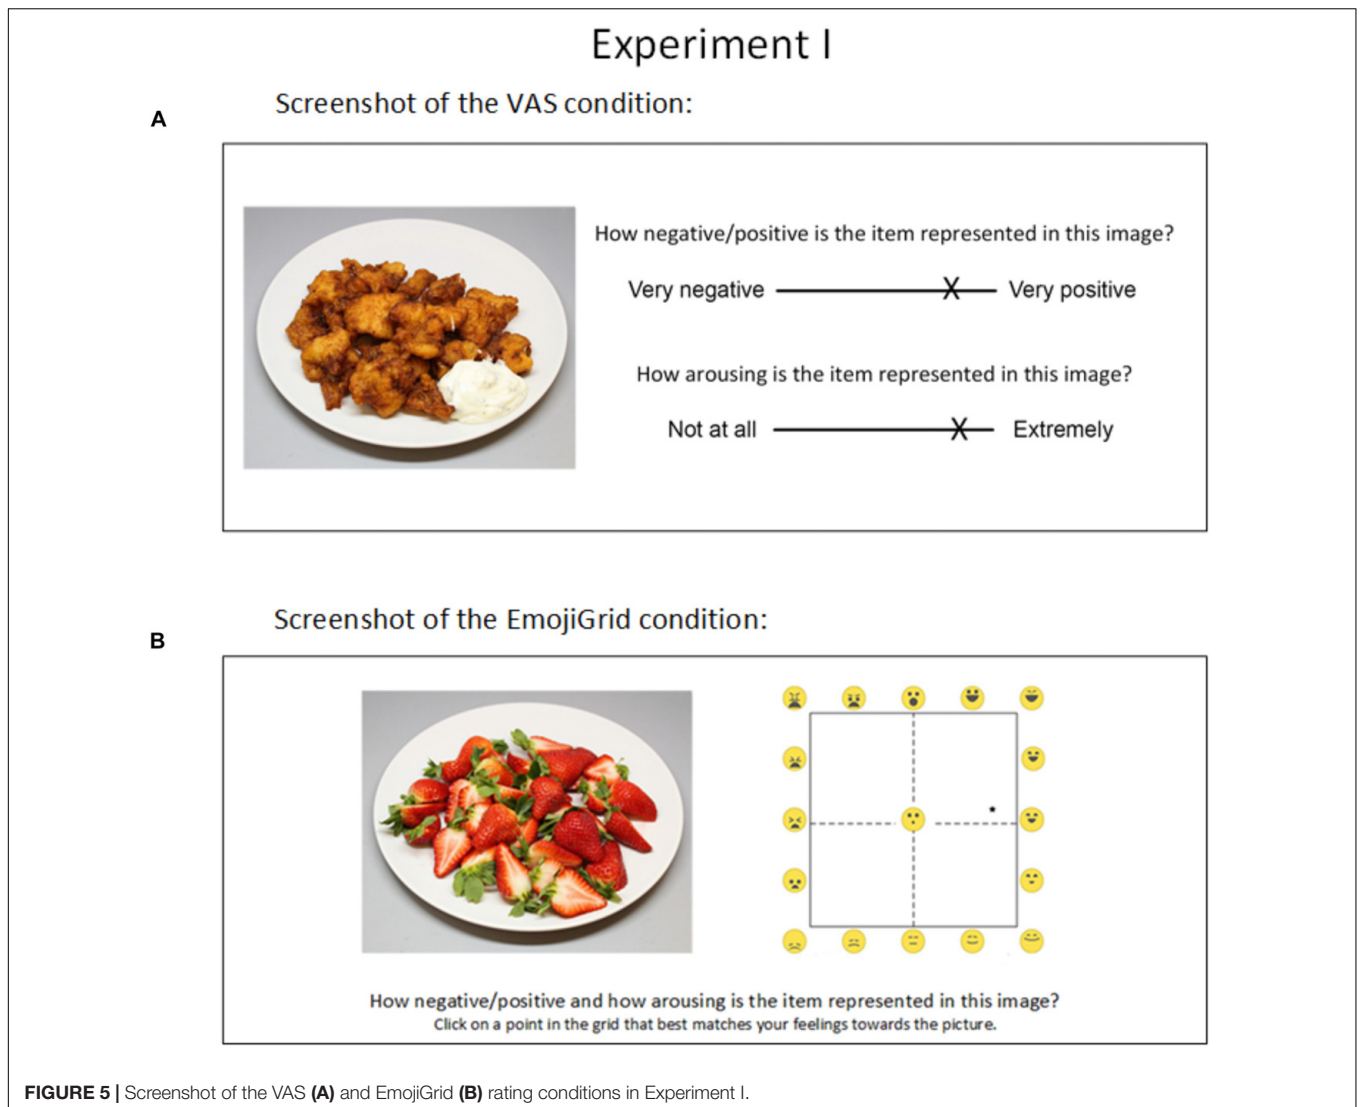 Experiment I
Screenshot of the VAS condition:
A
How negative/positive is the item represented in this image?
Very negative X Very positive
How arousing is the item represented in this image?
Not at all X Extremely
Screenshot of the EmojiGrid condition:
B
How negative/positive and how arousing is the item represented in this image?
Click on a point in the grid that best matches your feelings towards the picture.
FIGURE 5 | Screenshot of the VAS (A) and EmojiGrid (B) rating conditions in Experiment I.